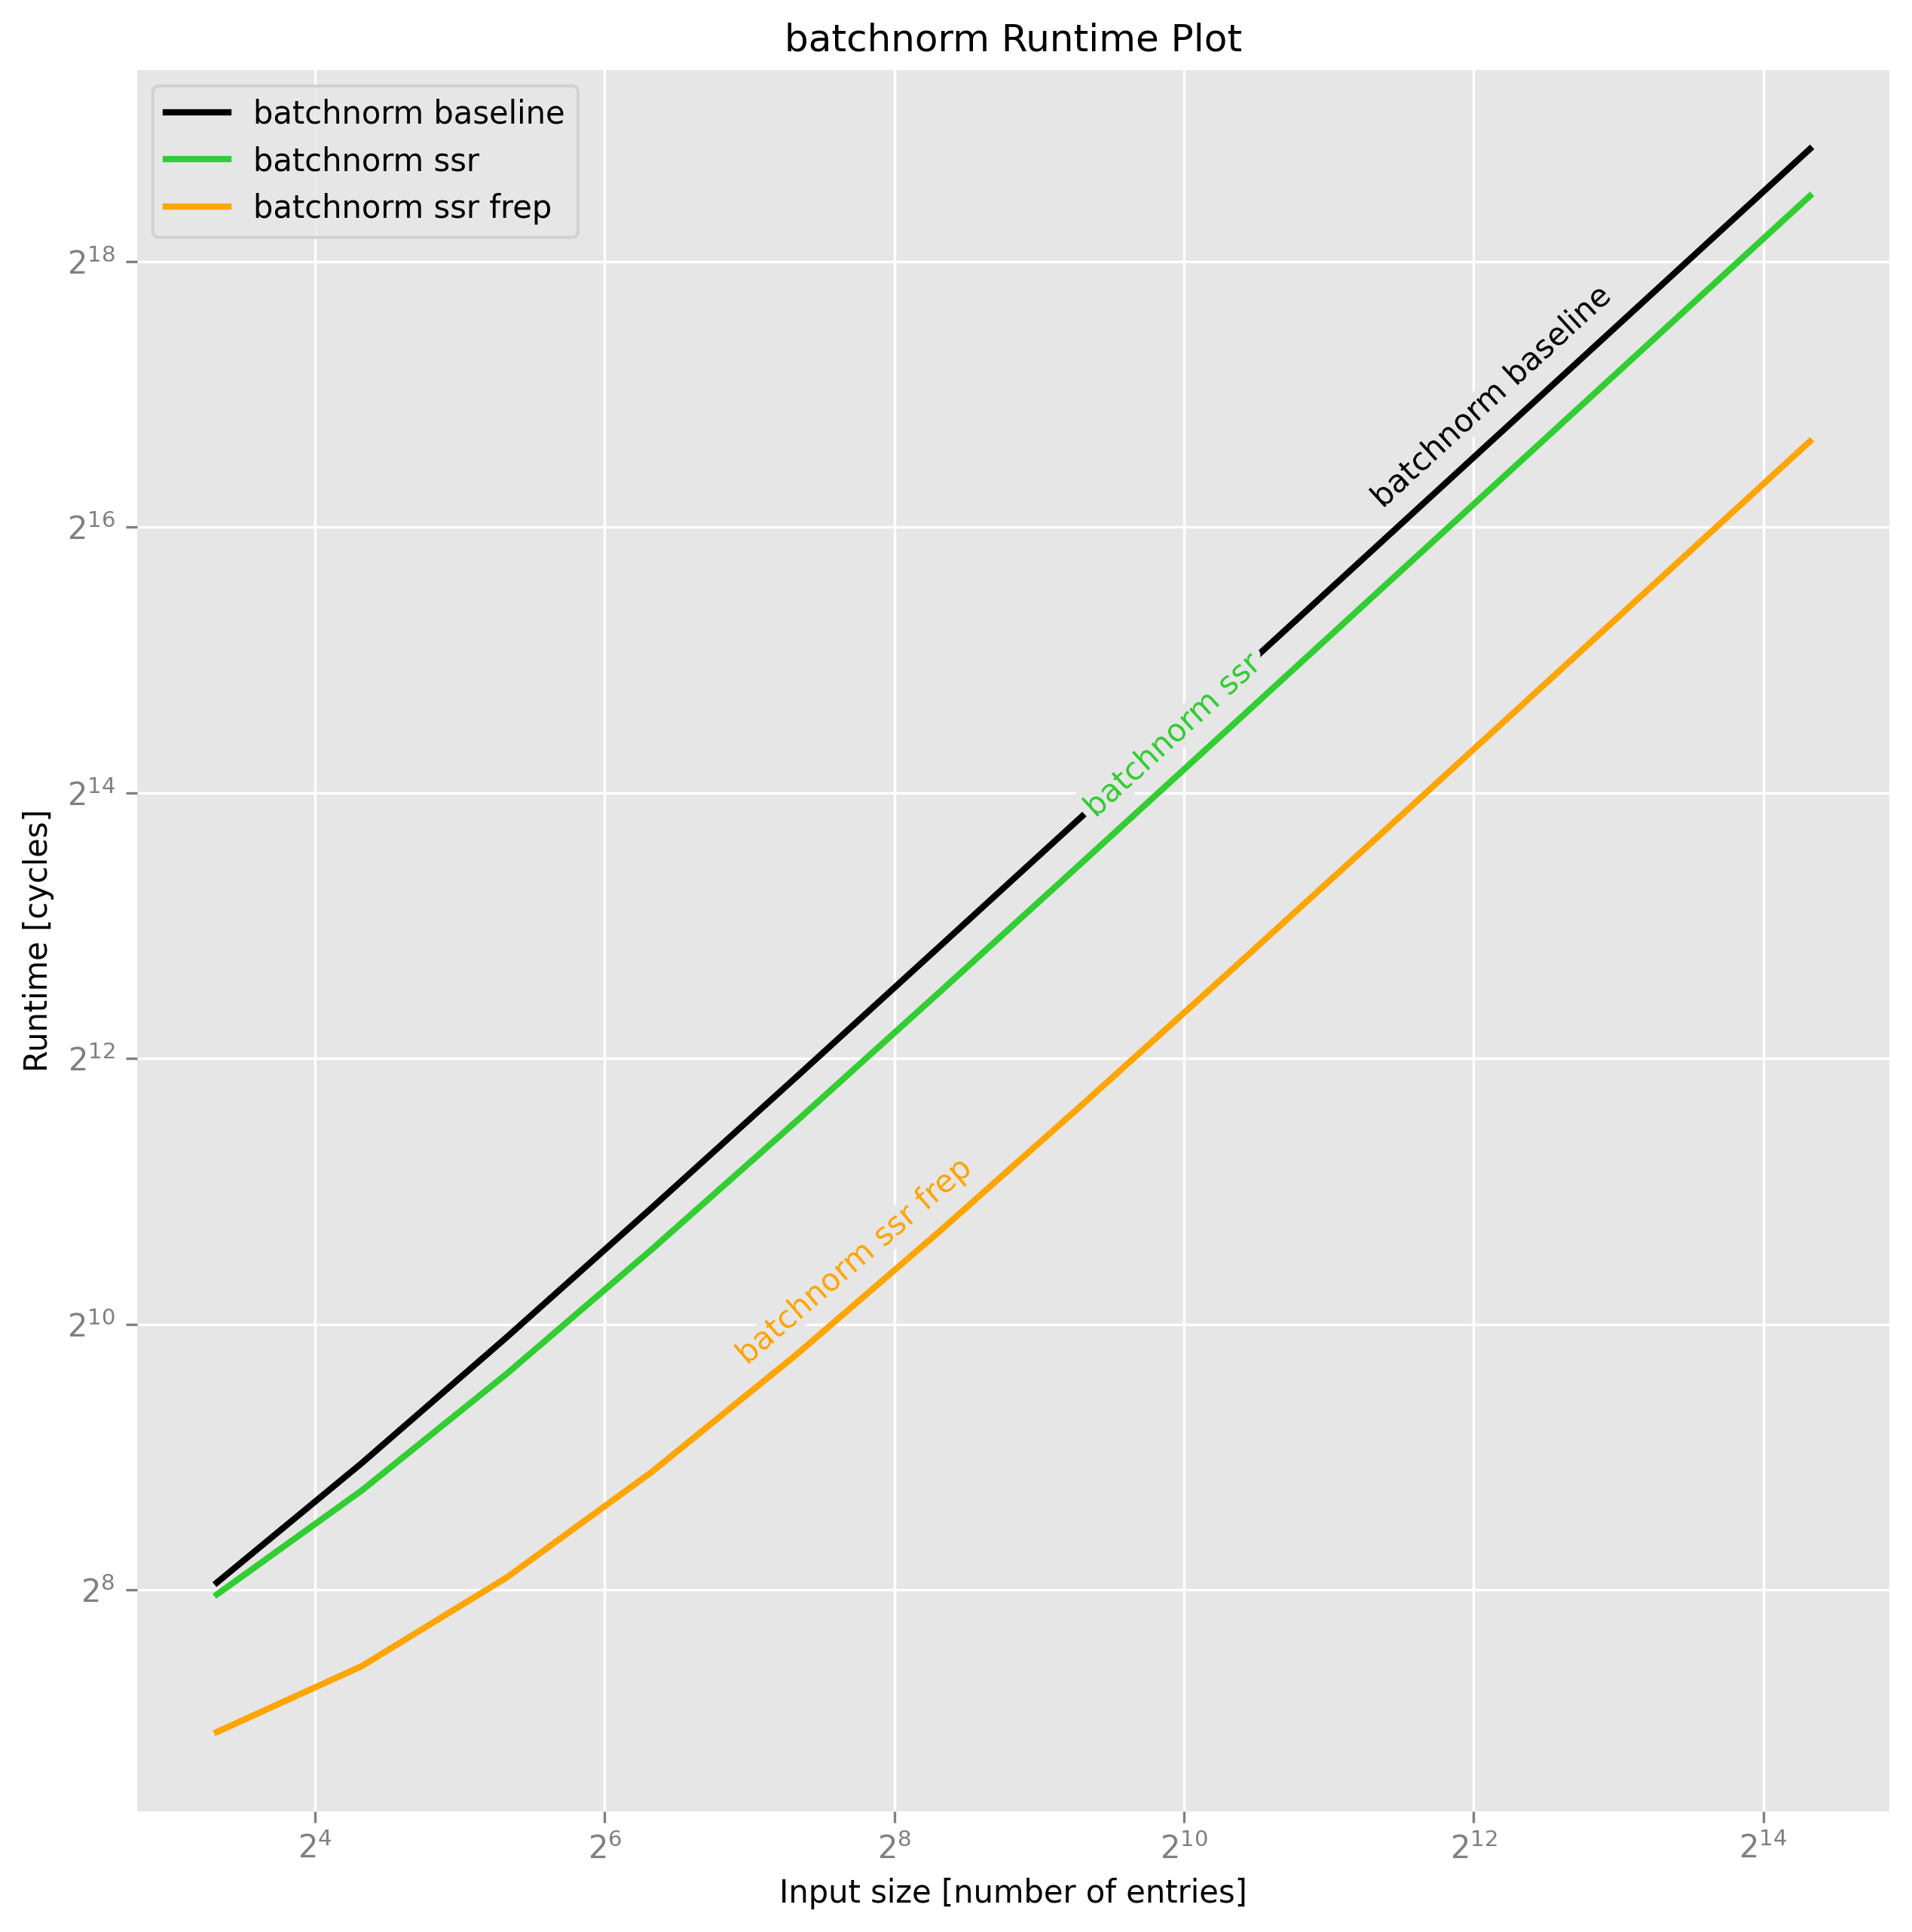 batchnorm Runtime Plot
batchnorm baseline
batchnorm ssr
batchnorm ssr frep
2^18
2^16
2^14
2^12
2^10
2^8
Runtime [cycles]
batchnorm baseline
batchnorm ssr
batchnorm ssr frep
2^4
2^6
2^8
2^10
2^12
2^14
Input size [number of entries]